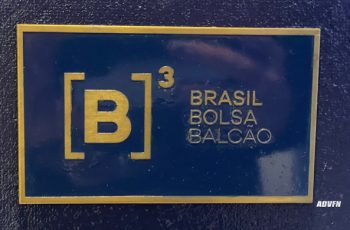 [B]³
BRASIL
BOLSA
BALCÃO
ADVFN